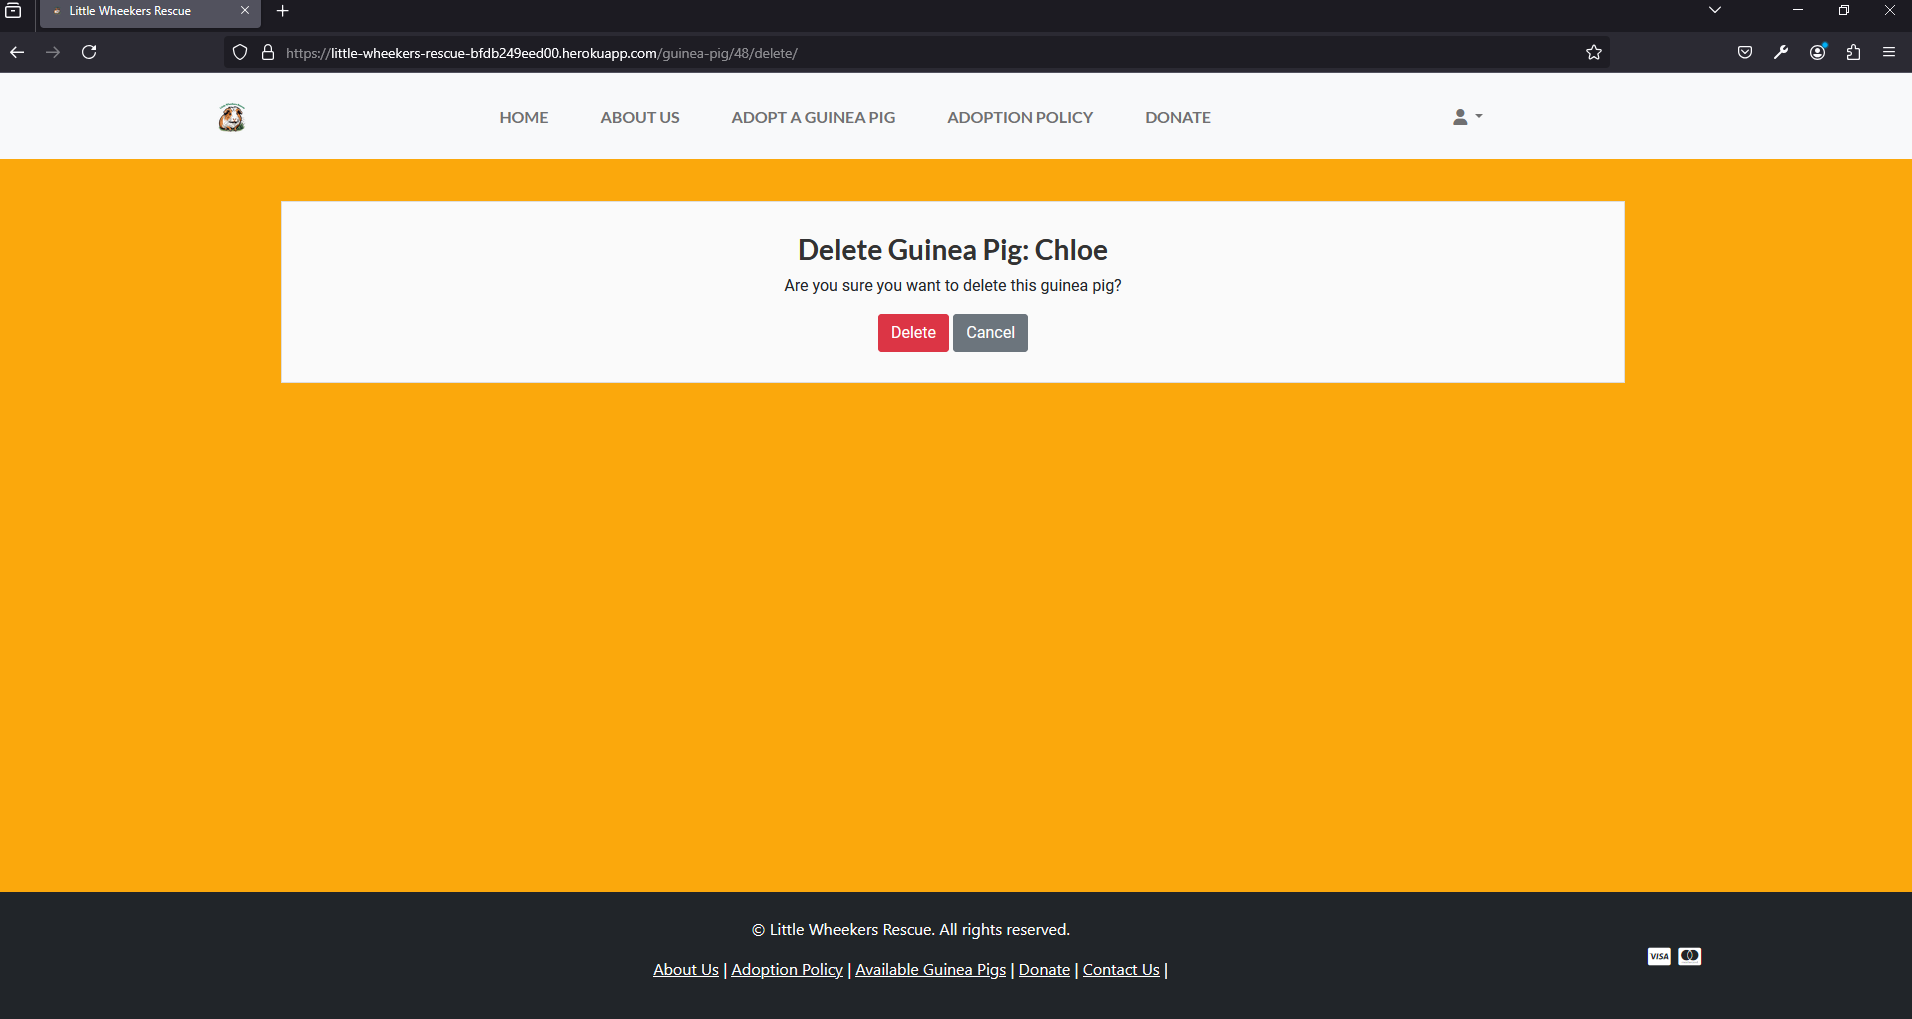 Little Wheekers Rescue
https://little-wheekers-rescue-bfdb249eed00.herokuapp.com/guinea-pig/48/delete/
HOME ABOUT US ADOPT A GUINEA PIG ADOPTION POLICY DONATE
Delete Guinea Pig: Chloe
Are you sure you want to delete this guinea pig?
Delete Cancel
© Little Wheekers Rescue. All rights reserved.
About Us | Adoption Policy | Available Guinea Pigs | Donate | Contact Us |
VISA